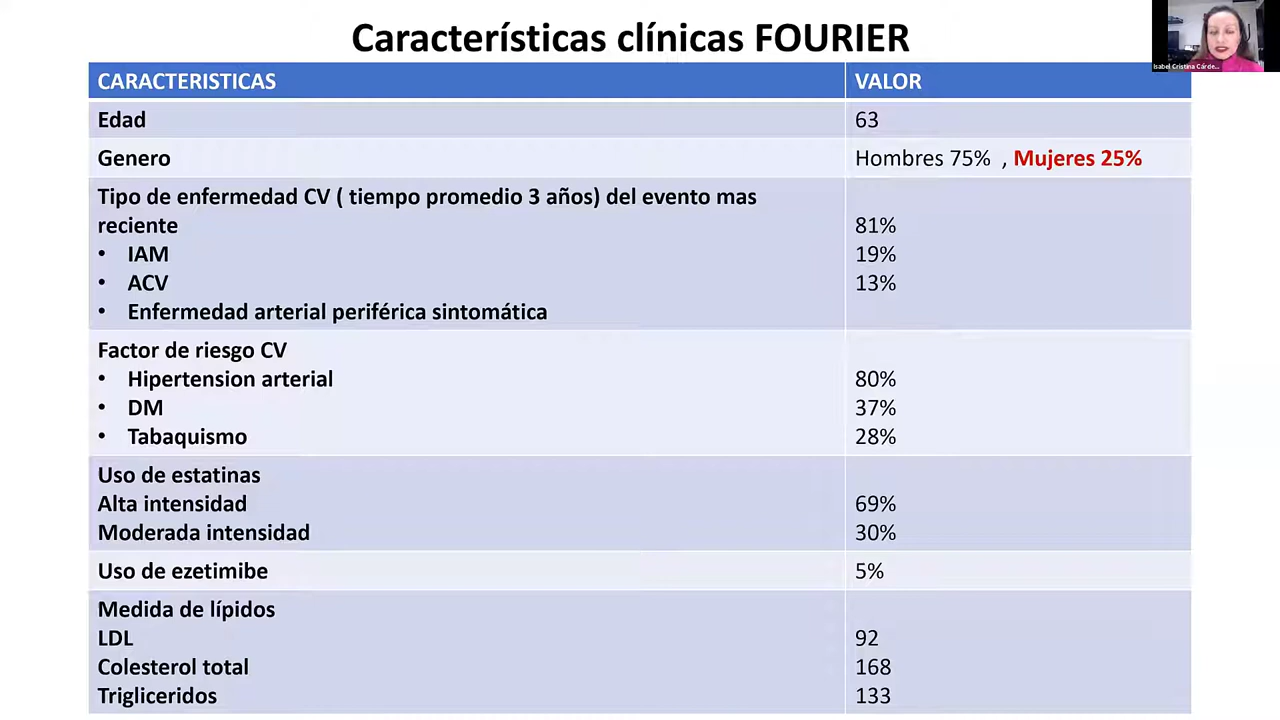 Características clínicas FOURIER
Isabel Cristina Cárde...
CARACTERISTICAS VALOR
Edad 63
Genero Hombres 75% , Mujeres 25%
Tipo de enfermedad CV ( tiempo promedio 3 años) del evento mas
reciente 81%
• IAM 19%
• ACV 13%
• Enfermedad arterial periférica sintomática
Factor de riesgo CV
• Hipertension arterial 80%
• DM 37%
• Tabaquismo 28%
Uso de estatinas
Alta intensidad 69%
Moderada intensidad 30%
Uso de ezetimibe 5%
Medida de lípidos
LDL 92
Colesterol total 168
Trigliceridos 133